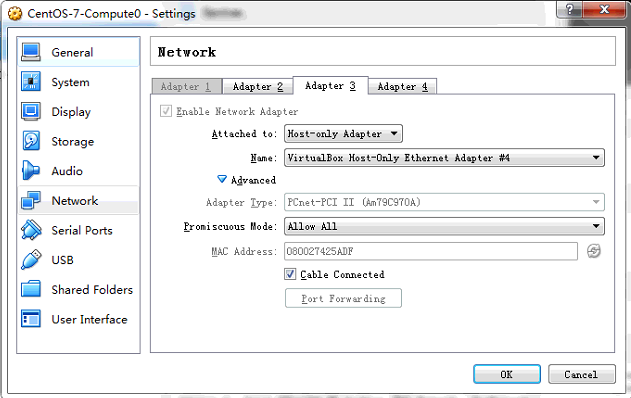 CentOS-7-Compute0 - Settings
General
System
Display
Storage
Audio
Network
Serial Ports
USB
Shared Folders
User Interface
Network
Adapter 1 Adapter 2 Adapter 3 Adapter 4
Enable Network Adapter
Attached to: Host-only Adapter
Name: VirtualBox Host-Only Ethernet Adapter #4
Advanced
Adapter Type: PCnet-PCI II (Am79C970A)
Promiscuous Mode: Allow All
MAC Address: 080027425ADF
Cable Connected
Port Forwarding
OK Cancel